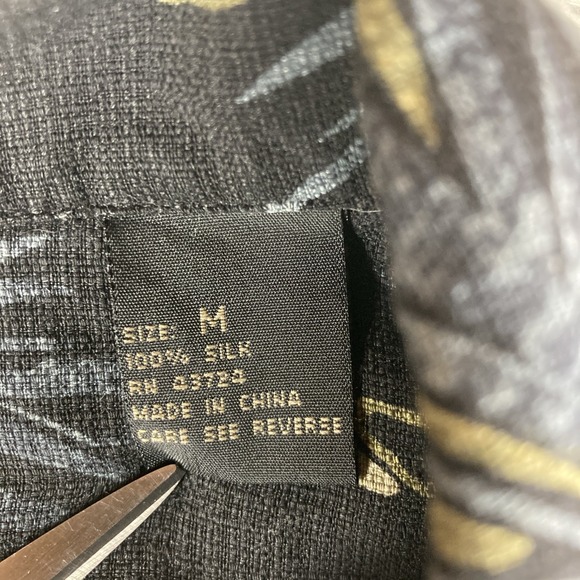 SIZE: M
100% SILK
RN 43724
MADE IN CHINA
CARE SEE REVERSE